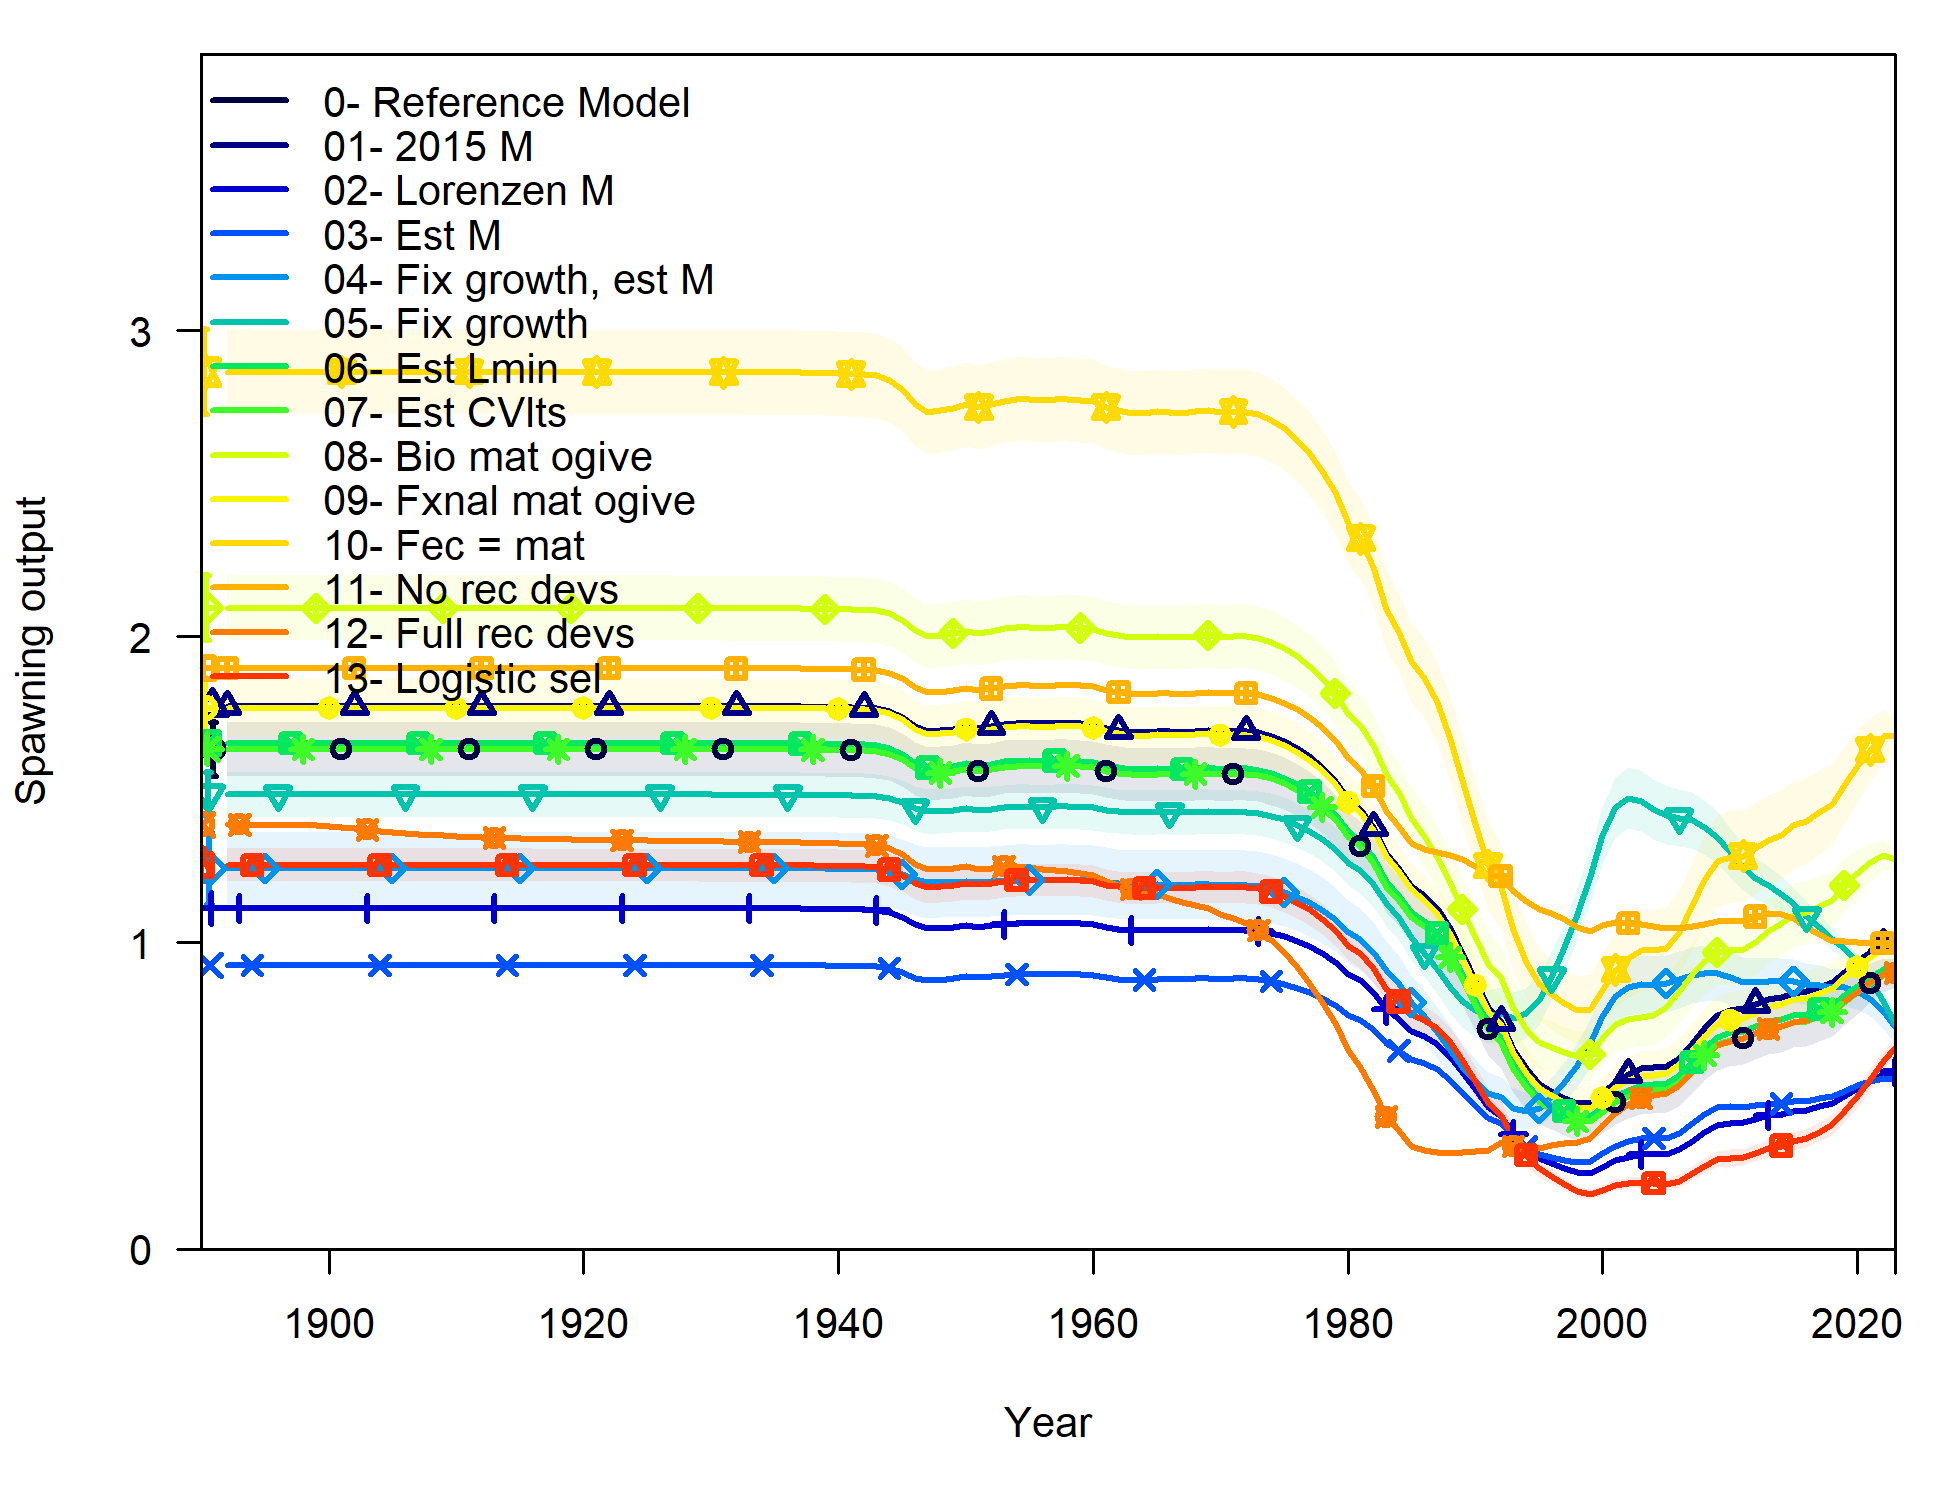 0- Reference Model
01- 2015 M
02- Lorenzen M
03- Est M
04- Fix growth, est M
05- Fix growth
06- Est Lmin
07- Est CVlts
08- Bio mat ogive
09- Fxnal mat ogive
10- Fec = mat
11- No rec devs
12- Full rec devs
13- Logistic sel
Spawning output
3
2
1
0
1900 1920 1940 1960 1980 2000 2020
Year